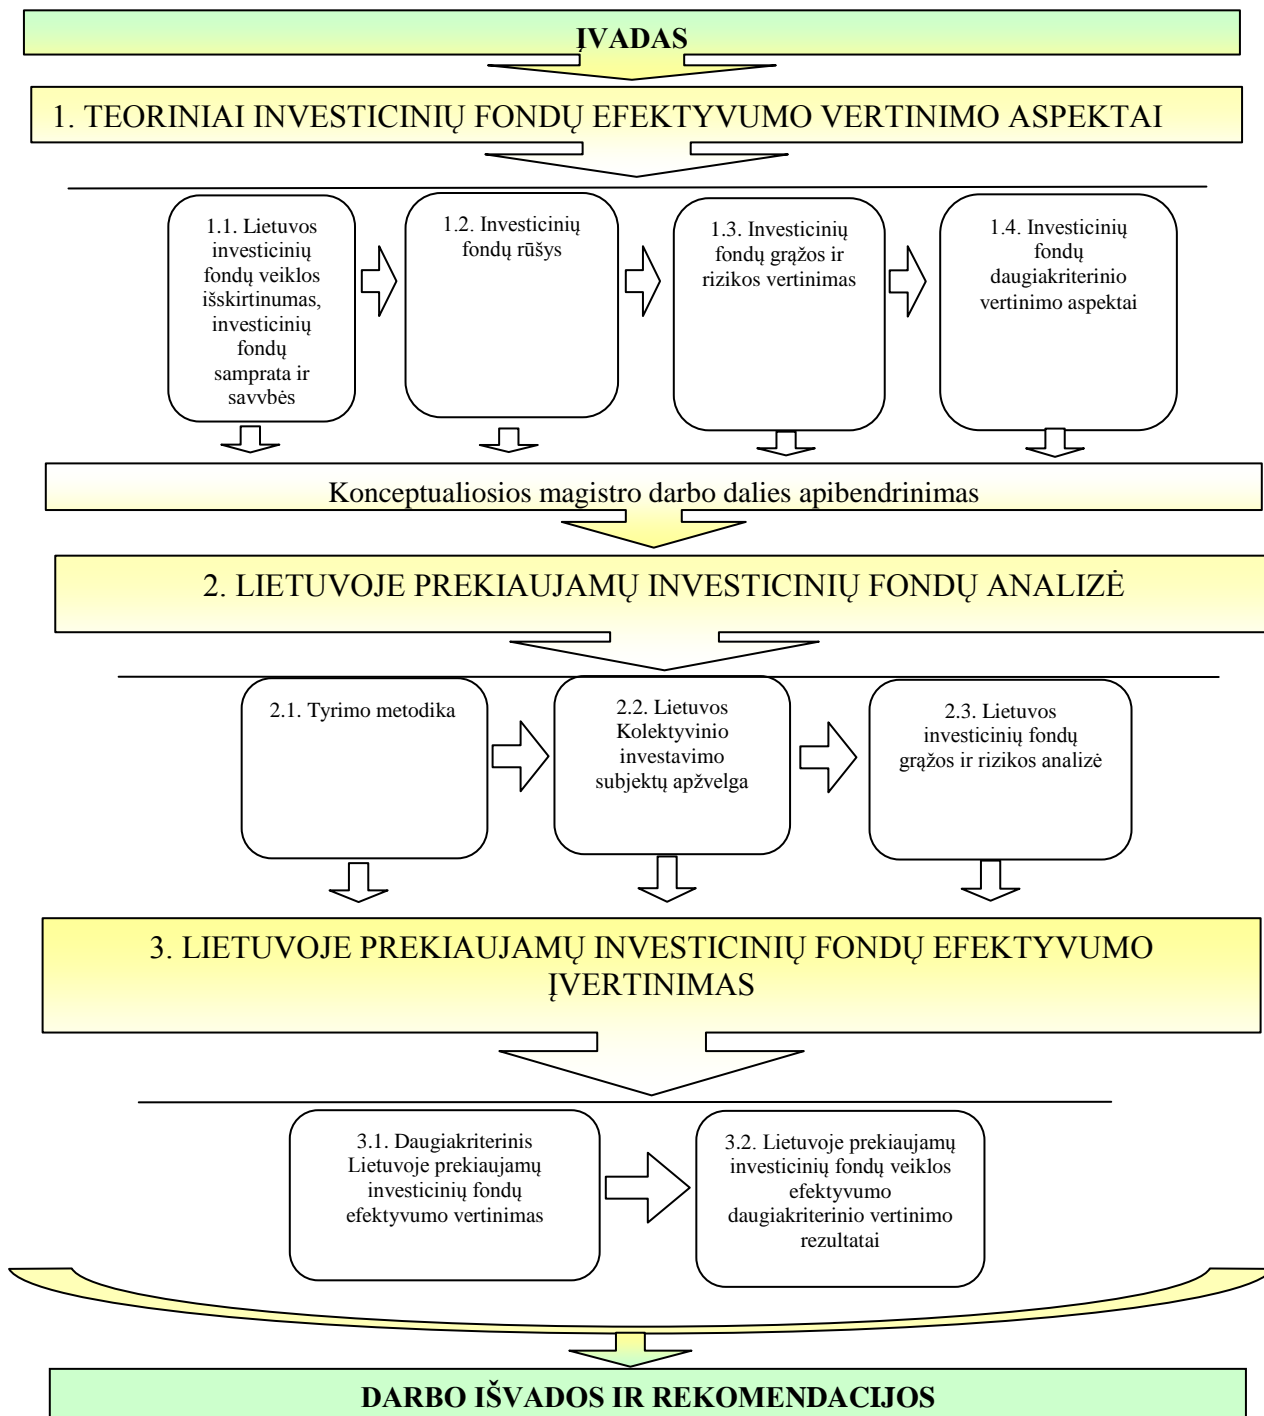 ĮVADAS
1. TEORINIAI INVESTICINIŲ FONDŲ EFEKTYVUMO VERTINIMO ASPEKTAI
1.1. Lietuvos
investicinių
fondų veiklos
išskirtinumas,
investicinių
fondų
samprata ir
savybės
1.2. Investicinių
fondų rūšys
1.3. Investicinių
fondų grąžos ir
rizikos vertinimas
1.4. Investicinių
fondų
daugiakriterinio
vertinimo aspektai
Konceptualiosios magistro darbo dalies apibendrinimas
2. LIETUVOJE PREKIAUJAMŲ INVESTICINIŲ FONDŲ ANALIZĖ
2.1. Tyrimo metodika
2.2. Lietuvos
Kolektyvinio
investavimo
subjektų apžvelga
2.3. Lietuvos
investicinių fondų
grąžos ir rizikos analizė
3. LIETUVOJE PREKIAUJAMŲ INVESTICINIŲ FONDŲ EFEKTYVUMO
ĮVERTINIMAS
3.1. Daugiakriterinis
Lietuvoje prekiaujamų
investicinių fondų
efektyvumo vertinimas
3.2. Lietuvoje prekiaujamų
investicinių fondų veiklos
efektyvumo
daugiakriterinio vertinimo
rezultatai
DARBO IŠVADOS IR REKOMENDACIJOS